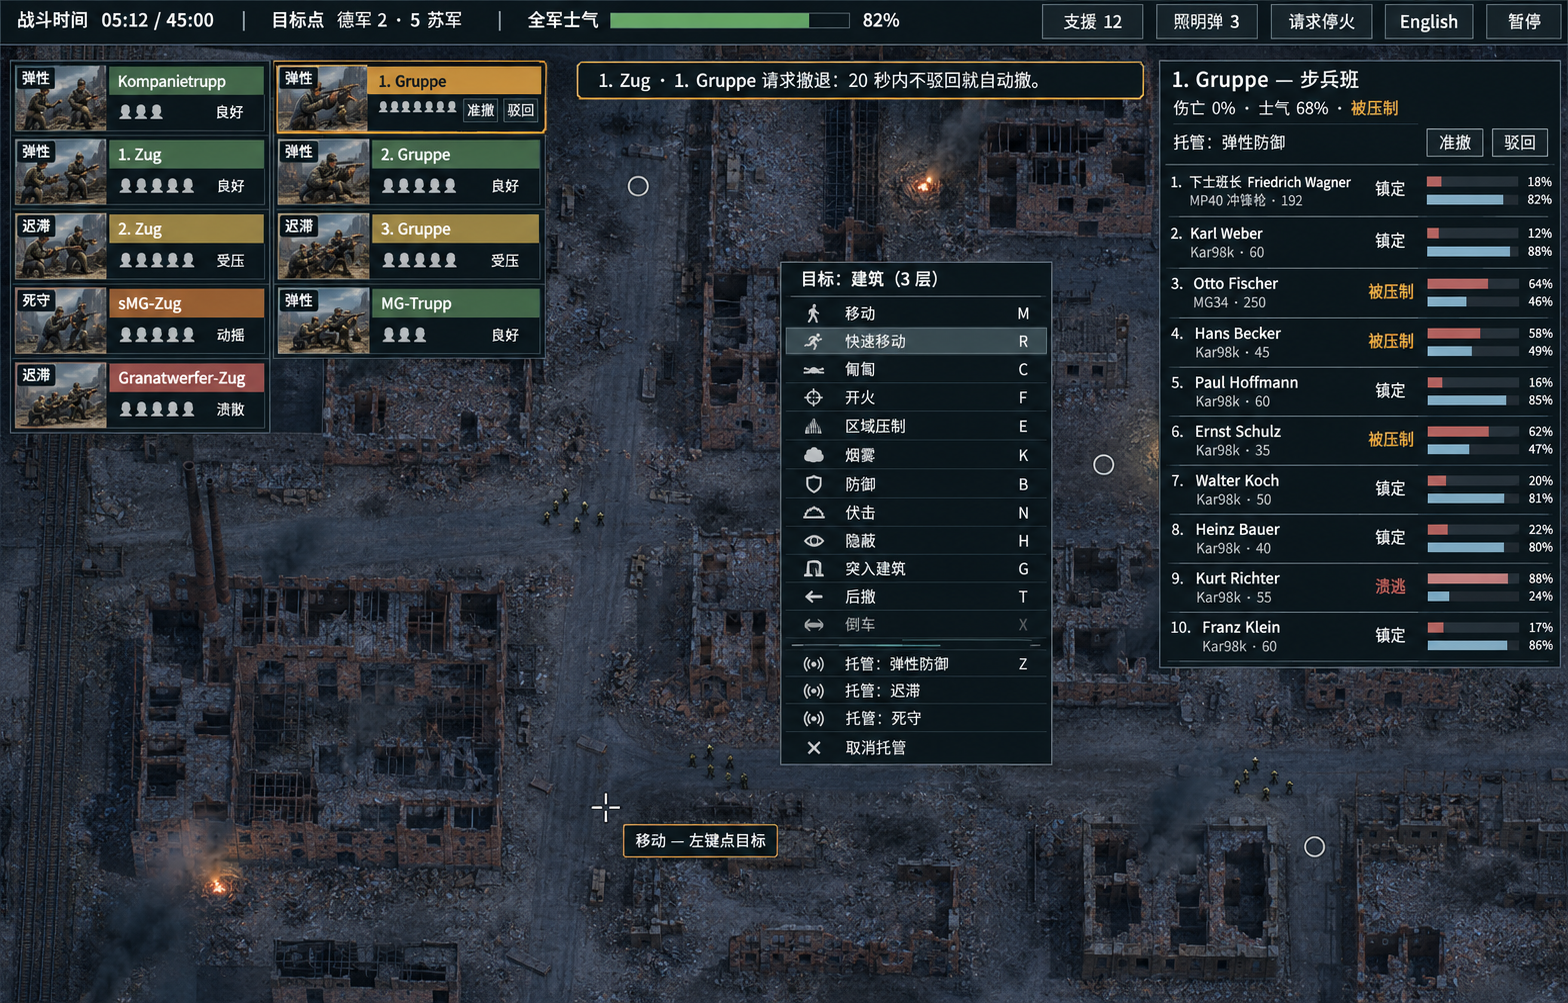 战斗时间 05:12 / 45:00 | 目标点 德军 2 · 5 苏军 | 全军士气 82%
支援 12
照明弹 3
请求停火
English
暂停
弹性
Kompanietrupp
良好
弹性
1. Zug
良好
迟滞
2. Zug
受压
死守
sMG-Zug
动摇
迟滞
Granatwerfer-Zug
溃散
弹性
1. Gruppe
准撤 驳回
弹性
2. Gruppe
良好
迟滞
3. Gruppe
受压
弹性
MG-Trupp
良好
1. Zug · 1. Gruppe 请求撤退：20 秒内不驳回就自动撤。
目标：建筑（3 层）
移动 M
快速移动 R
匍匐 C
开火 F
区域压制 E
烟雾 K
防御 B
伏击 N
隐蔽 H
突入建筑 G
后撤 T
倒车 X
托管：弹性防御 Z
托管：迟滞
托管：死守
取消托管
移动 — 左键点目标
1. Gruppe — 步兵班
伤亡 0% · 士气 68% · 被压制
托管：弹性防御 准撤 驳回
1. 下士班长 Friedrich Wagner 镇定 18%
MP40 冲锋枪 · 192 82%
2. Karl Weber 镇定 12%
Kar98k · 60 88%
3. Otto Fischer 被压制 64%
MG34 · 250 46%
4. Hans Becker 被压制 58%
Kar98k · 45 49%
5. Paul Hoffmann 镇定 16%
Kar98k · 60 85%
6. Ernst Schulz 被压制 62%
Kar98k · 35 47%
7. Walter Koch 镇定 20%
Kar98k · 50 81%
8. Heinz Bauer 镇定 22%
Kar98k · 40 80%
9. Kurt Richter 溃逃 88%
Kar98k · 55 24%
10. Franz Klein 镇定 17%
Kar98k · 60 86%